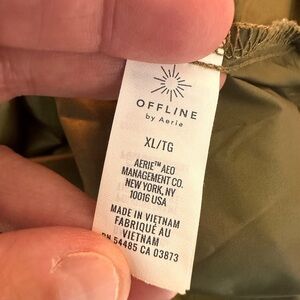 OFFLINE
by Aerie
XL/TG
AERIE™ AEO
MANAGEMENT CO.
NEW YORK, NY
10016 USA
MADE IN VIETNAM
FABRIQUÉ AU
VIETNAM
RN 54485 CA 03873